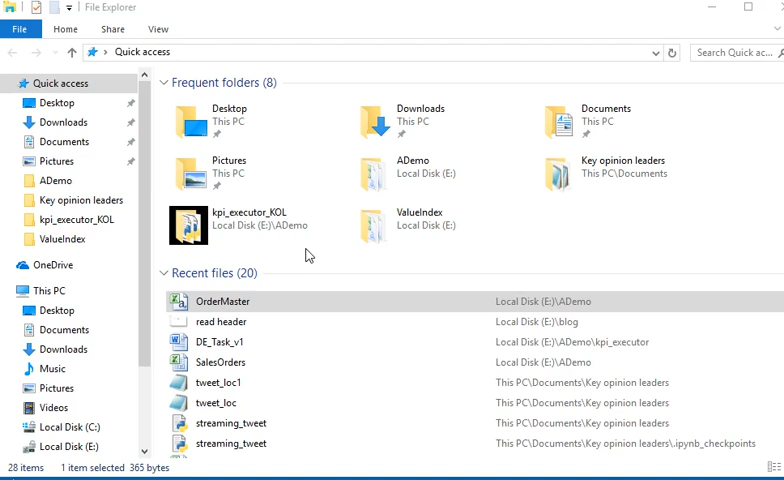 File Explorer
File Home Share View
Quick access
Search Quick ac...
Quick access
Desktop
Downloads
Documents
Pictures
ADemo
Key opinion leaders
kpi_executor_KOL
ValueIndex
OneDrive
This PC
Desktop
Documents
Downloads
Music
Pictures
Videos
Local Disk (C:)
Local Disk (E:)
Frequent folders (8)
Desktop
This PC
Downloads
This PC
Documents
This PC
Pictures
This PC
ADemo
Local Disk (E:)
Key opinion leaders
This PC\Documents
kpi_executor_KOL
Local Disk (E:)\ADemo
ValueIndex
Local Disk (E:)
Recent files (20)
OrderMaster Local Disk (E:)\ADemo
read header Local Disk (E:)\blog
DE_Task_v1 Local Disk (E:)\ADemo\kpi_executor
SalesOrders Local Disk (E:)\ADemo
tweet_loc1 This PC\Documents\Key opinion leaders
tweet_loc This PC\Documents\Key opinion leaders
streaming_tweet This PC\Documents\Key opinion leaders
streaming_tweet This PC\Documents\Key opinion leaders\.ipynb_checkpoints
28 items 1 item selected 365 bytes